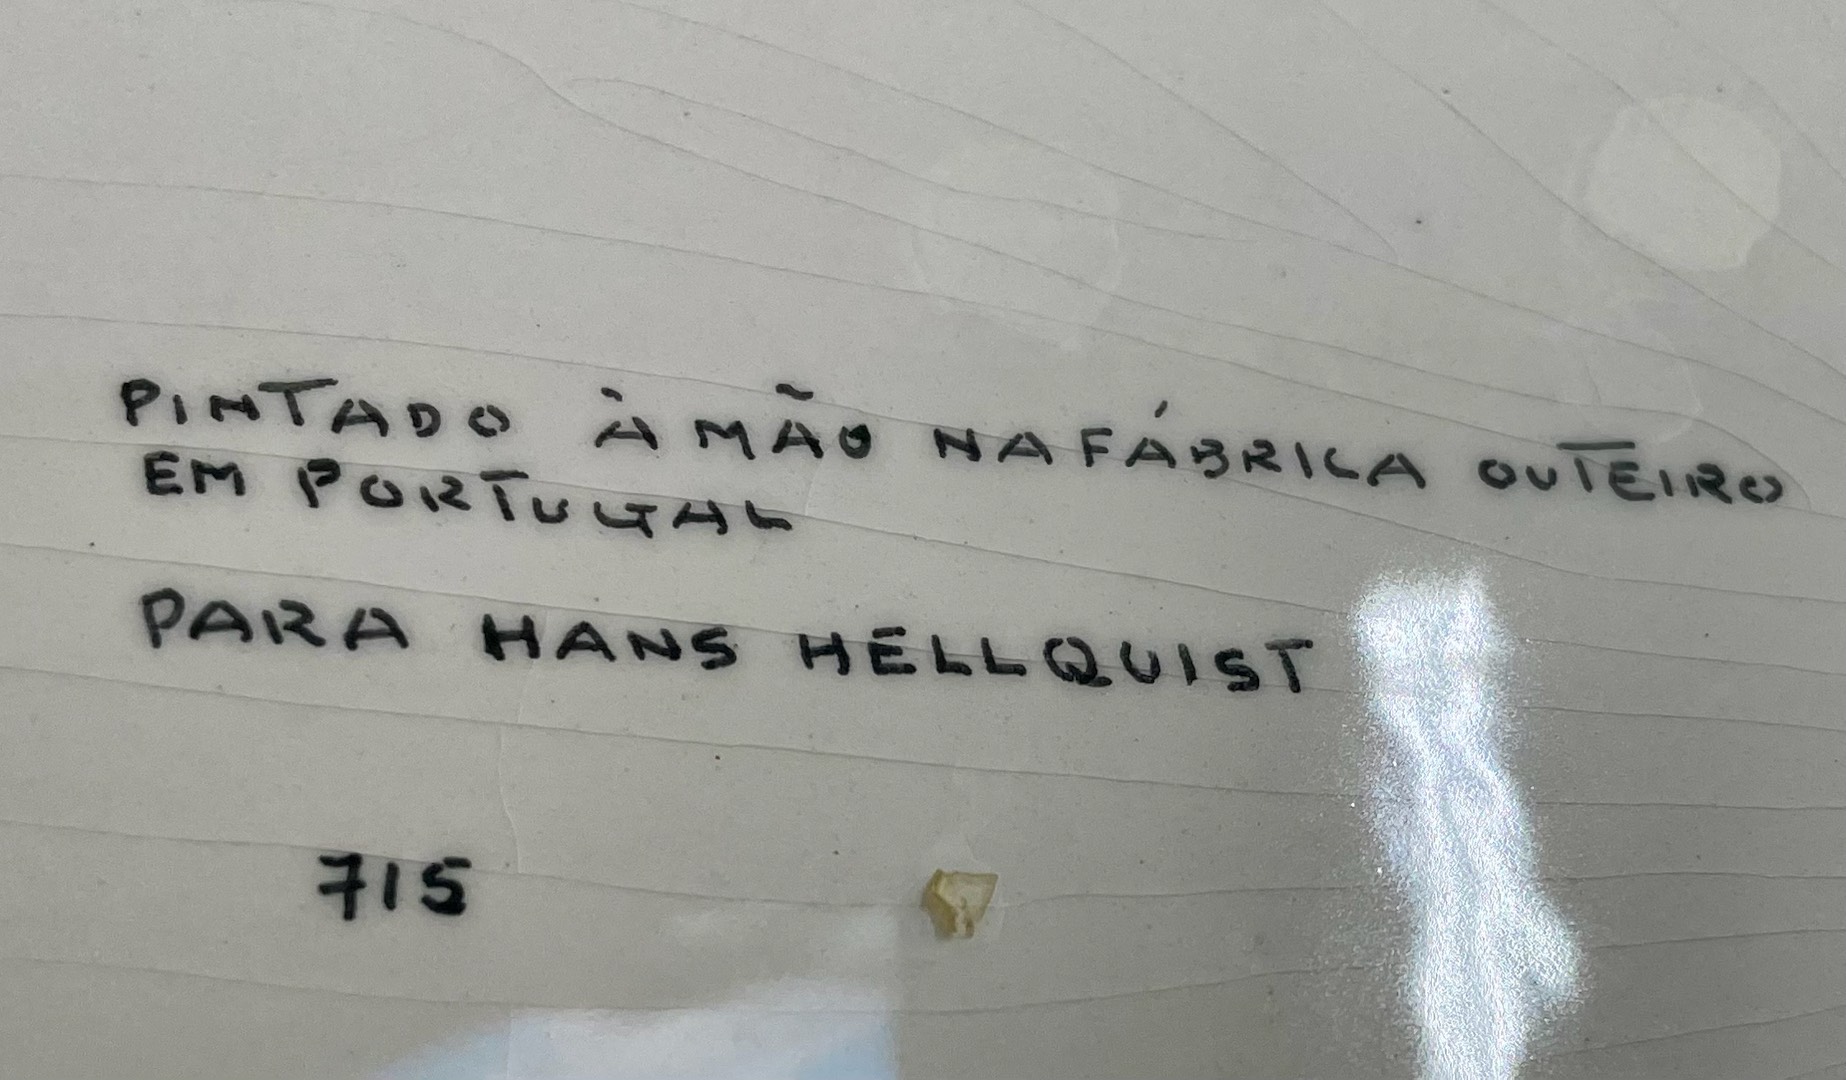 PINTADO À MÃO NA FÁBRICA OUTEIRO
EM PORTUGAL
PARA HANS HELLQUIST
715